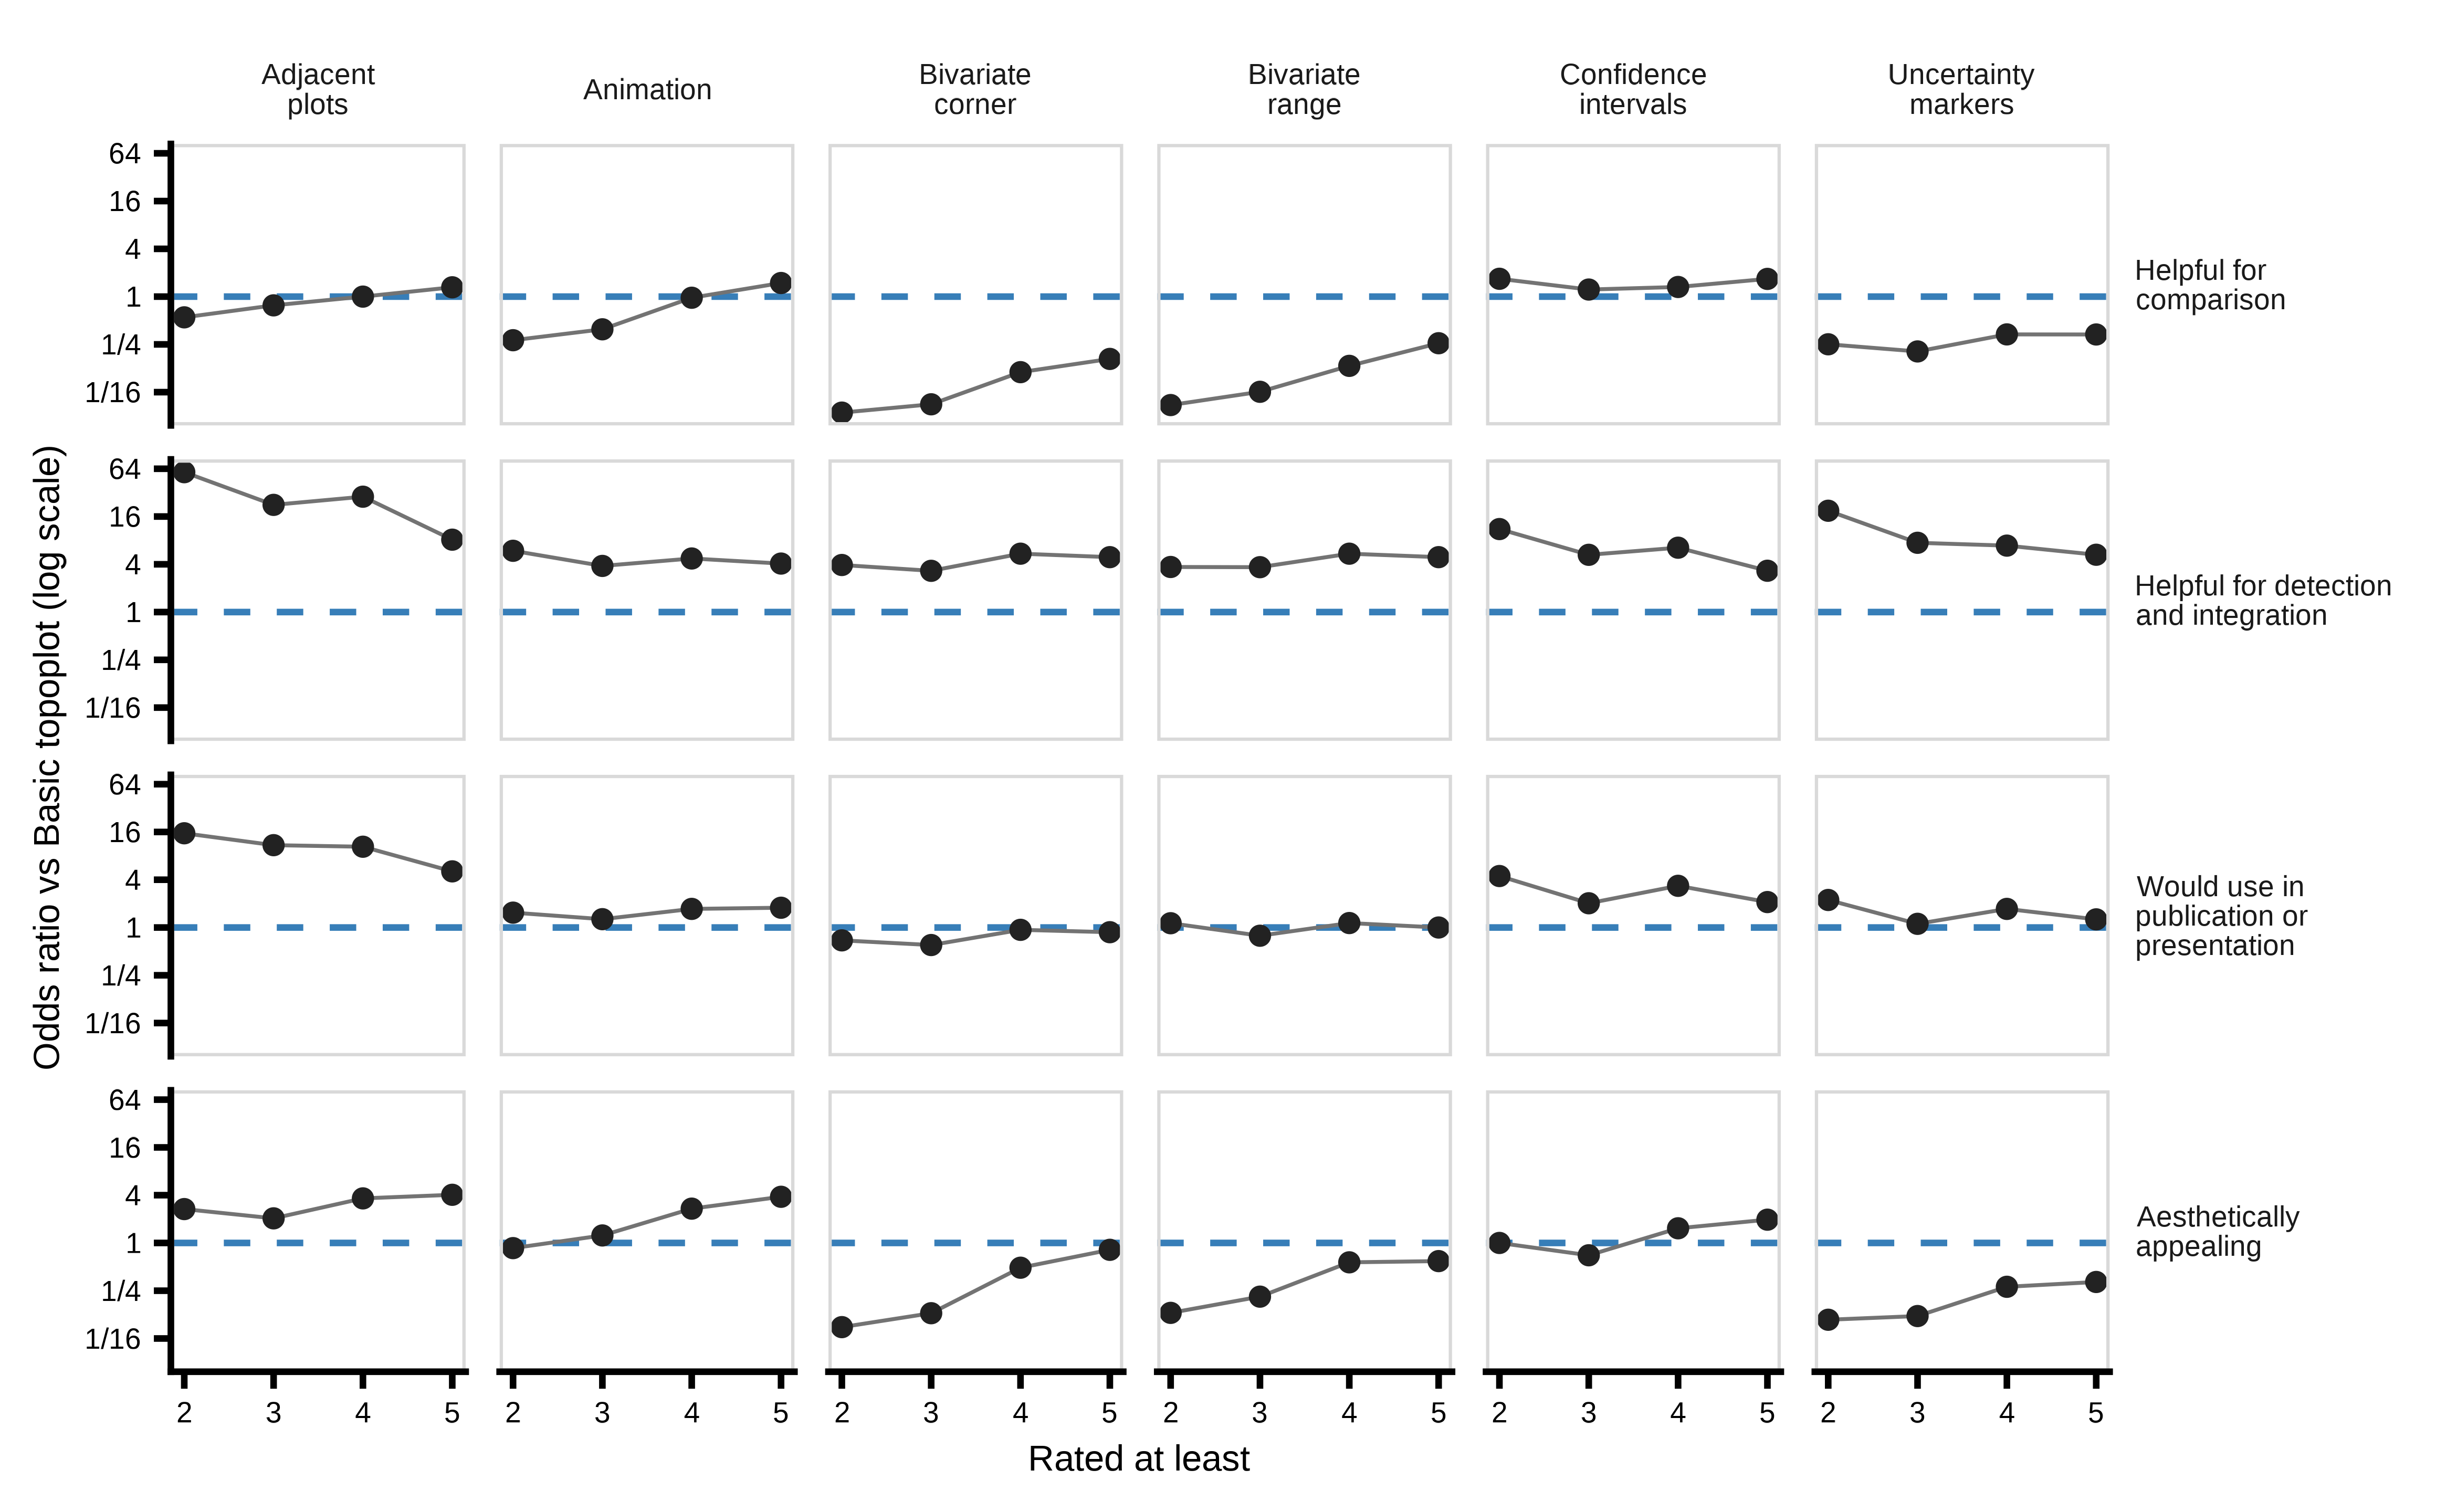 Adjacent
plots
Animation
Bivariate
corner
Bivariate
range
Confidence
intervals
Uncertainty
markers
Odds ratio vs Basic topoplot (log scale)
64
16
4
1
1/4
1/16
Helpful for
comparison
64
16
4
1
1/4
1/16
Helpful for detection
and integration
64
16
4
1
1/4
1/16
Would use in
publication or
presentation
64
16
4
1
1/4
1/16
Aesthetically
appealing
2 3 4 5 2 3 4 5 2 3 4 5 2 3 4 5 2 3 4 5 2 3 4 5
Rated at least